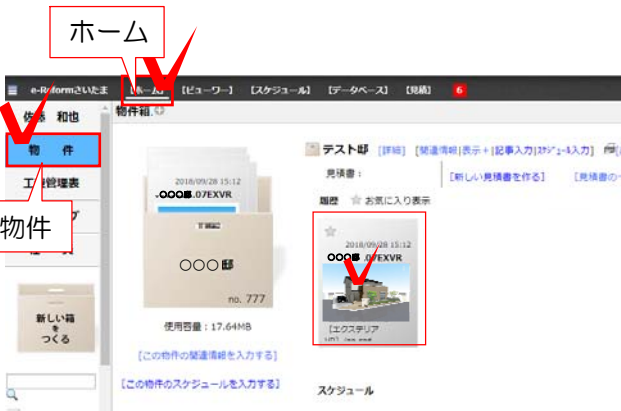 ホーム
e-Reformさいたま [ホーム] [ビューワー] [スケジュール] [データベース] [見積] 6
佐藤 和也
物件
物件
新しい箱
を
つくる
物件組
2018/09/28 15:12
.○○○邸.07EXVR
○○○邸
no. 777
使用容量：17.64MB
[この物件の関連情報を入力する]
[この物件のスケジュールを入力する]
テスト邸 [詳細] [関連情報|表示+|記事入力|ｽｹｼﾞｭｰﾙ入力]
見積書：
[新しい見積書を作る] [見積書の
履歴 ☆ お気に入り表示
2018/09/28 15:12
○○○邸.07EXVR
[エクステリア
スケジュール